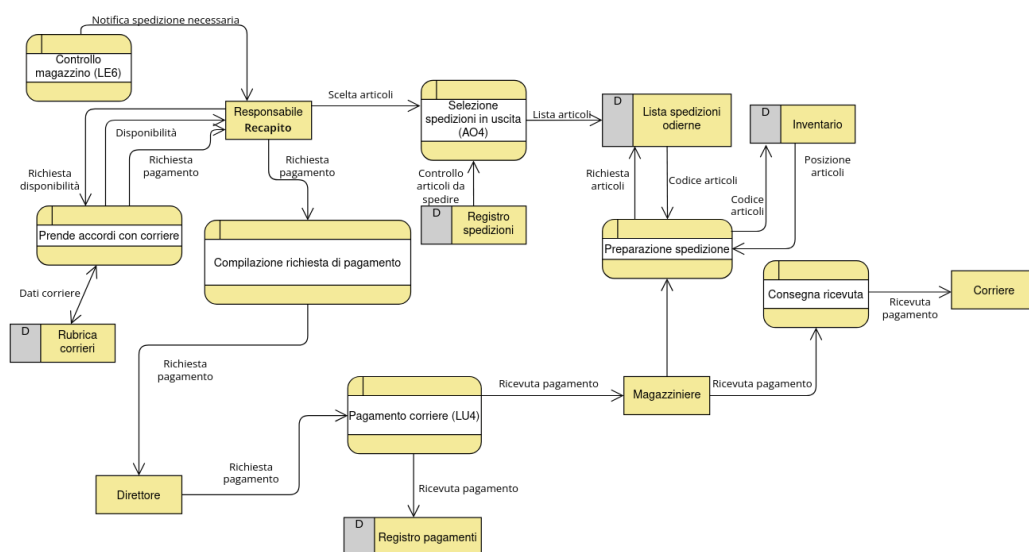 Notifica spedizione necessaria
Controllo
magazzino (LE6)
Responsabile
Recapito
Scelta articoli
Selezione
spedizioni in uscita
(AO4)
Lista articoli
D
Lista spedizioni
odierne
D
Inventario
Disponibilità
Richiesta
pagamento
Richiesta
disponibilità
Richiesta
pagamento
Controllo
articoli da
spedire
D
Registro
spedizioni
Richiesta
articoli
Codice articoli
Posizione
articoli
Codice
articoli
Prende accordi con corriere
Compilazione richiesta di pagamento
Preparazione spedizione
Dati corriere
D
Rubrica
corrieri
Consegna ricevuta
Ricevuta
pagamento
Corriere
Richiesta
pagamento
Pagamento corriere (LU4)
Ricevuta pagamento
Magazziniere
Ricevuta pagamento
Direttore
Richiesta
pagamento
Ricevuta pagamento
D
Registro pagamenti